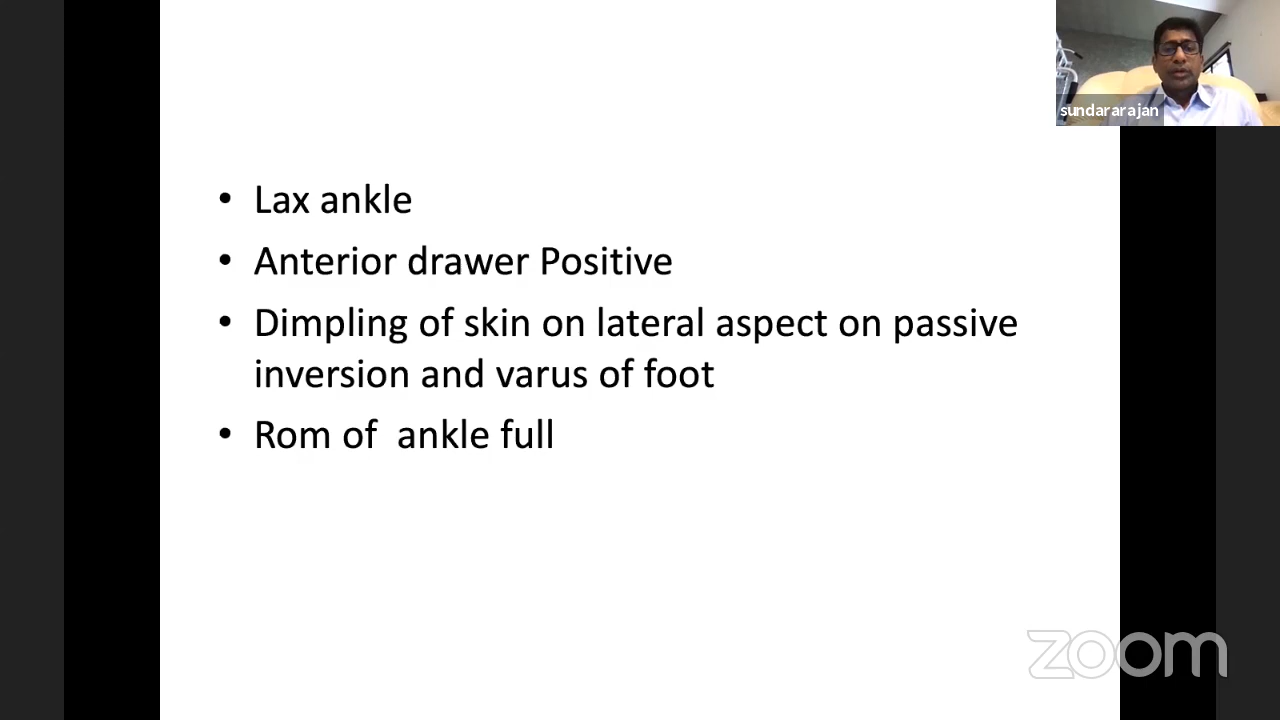 sundararajan
• Lax ankle
• Anterior drawer Positive
• Dimpling of skin on lateral aspect on passive
inversion and varus of foot
• Rom of  ankle full
zoom